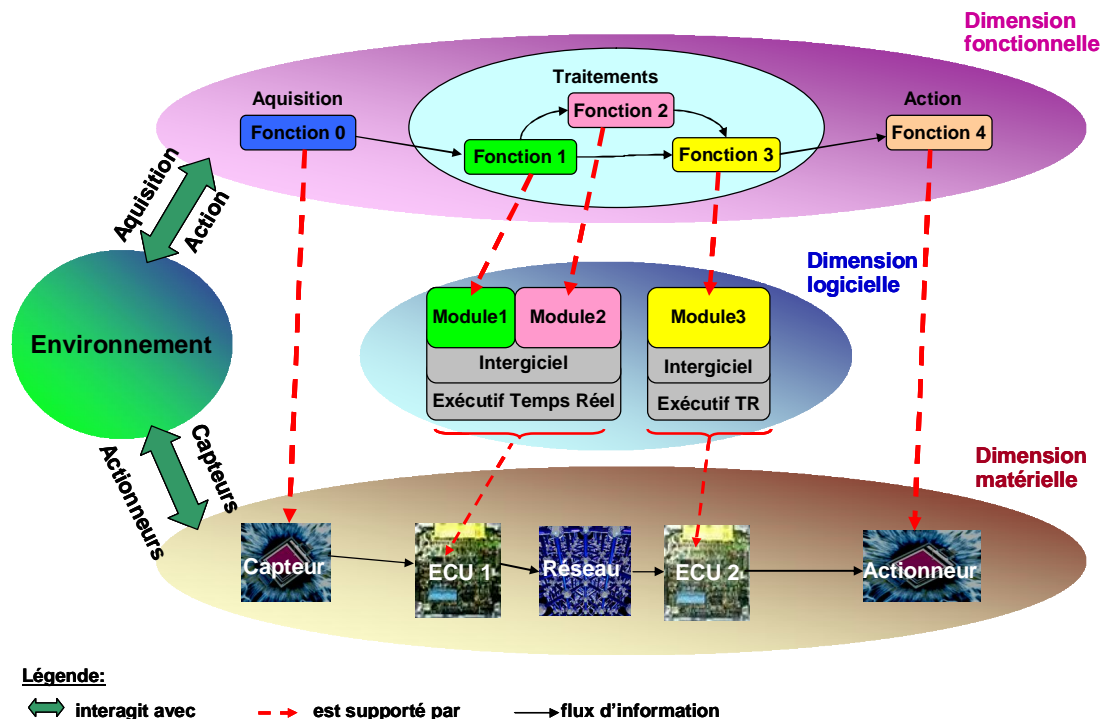 Dimension
fonctionnelle
Traitements
Aquisition
Action
Fonction 0
Fonction 2
Fonction 4
Fonction 1
Fonction 3
Aquisition
Action
Dimension
logicielle
Environnement
Module1
Module2
Module3
Intergiciel
Intergiciel
Exécutif Temps Réel
Exécutif TR
Capteurs
Actionneurs
Dimension
matérielle
Capteur
ECU 1
Réseau
ECU 2
Actionneur
Légende:
interagit avec
est supporté par
flux d'information